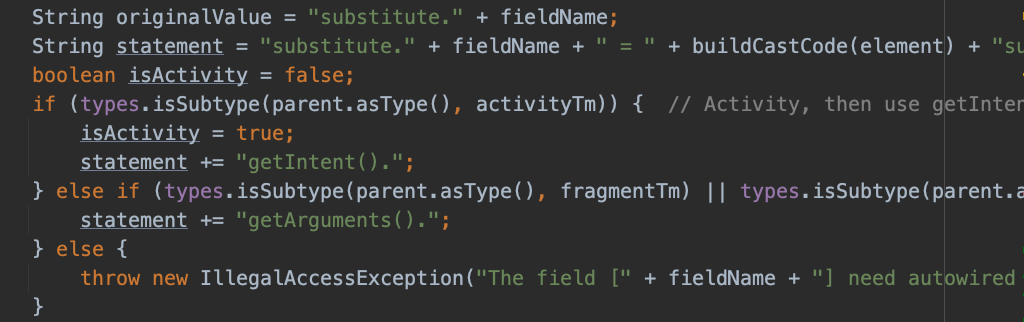 String originalValue = "substitute." + fieldName;
String statement = "substitute." + fieldName + " = " + buildCastCode(element) + "su
boolean isActivity = false;
if (types.isSubtype(parent.asType(), activityTm)) {  // Activity, then use getInten
    isActivity = true;
    statement += "getIntent().";
} else if (types.isSubtype(parent.asType(), fragmentTm) || types.isSubtype(parent.a
    statement += "getArguments().";
} else {
    throw new IllegalAccessException("The field [" + fieldName + "] need autowired
}